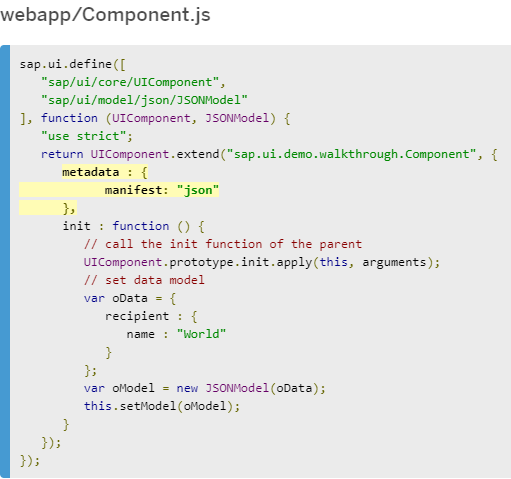 webapp/Component.js
sap.ui.define([
   "sap/ui/core/UIComponent",
   "sap/ui/model/json/JSONModel"
], function (UIComponent, JSONModel) {
   "use strict";
   return UIComponent.extend("sap.ui.demo.walkthrough.Component", {
      metadata : {
            manifest: "json"
      },
      init : function () {
         // call the init function of the parent
         UIComponent.prototype.init.apply(this, arguments);
         // set data model
         var oData = {
            recipient : {
               name : "World"
            }
         };
         var oModel = new JSONModel(oData);
         this.setModel(oModel);
      }
   });
});